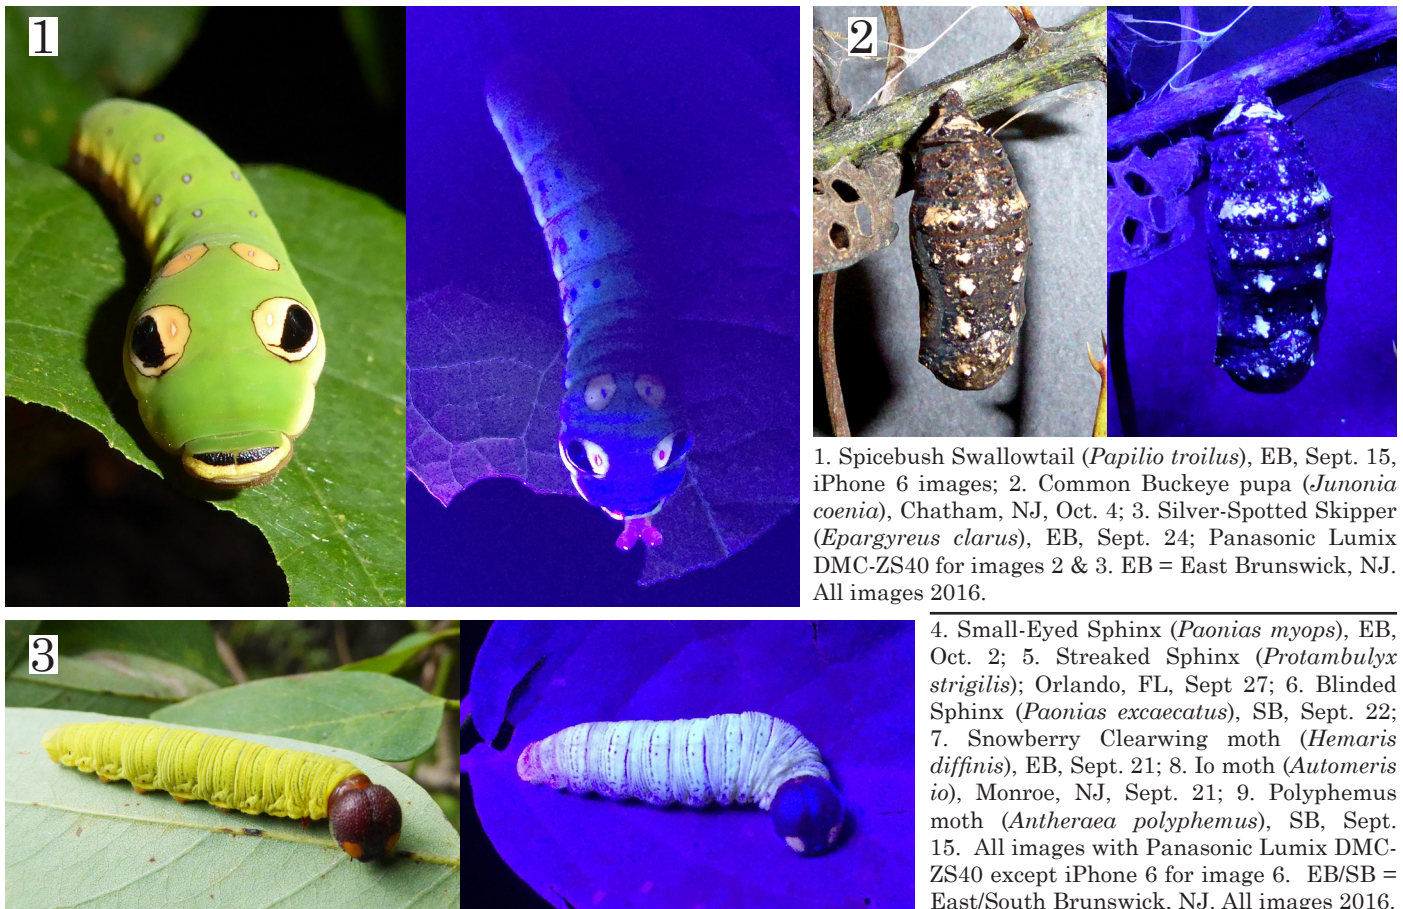 1
2
1. Spicebush Swallowtail (Papilio troilus), EB, Sept. 15,
iPhone 6 images; 2. Common Buckeye pupa (Junonia
coenia), Chatham, NJ, Oct. 4; 3. Silver-Spotted Skipper
(Epargyreus clarus), EB, Sept. 24; Panasonic Lumix
DMC-ZS40 for images 2 & 3. EB = East Brunswick, NJ.
All images 2016.
3
4. Small-Eyed Sphinx (Paonias myops), EB,
Oct. 2; 5. Streaked Sphinx (Protambulyx
strigilis); Orlando, FL, Sept 27; 6. Blinded
Sphinx (Paonias excaecatus), SB, Sept. 22;
7. Snowberry Clearwing moth (Hemaris
diffinis), EB, Sept. 21; 8. Io moth (Automeris
io), Monroe, NJ, Sept. 21; 9. Polyphemus
moth (Antheraea polyphemus), SB, Sept.
15. All images with Panasonic Lumix DMC-
ZS40 except iPhone 6 for image 6. EB/SB =
East/South Brunswick, NJ. All images 2016.